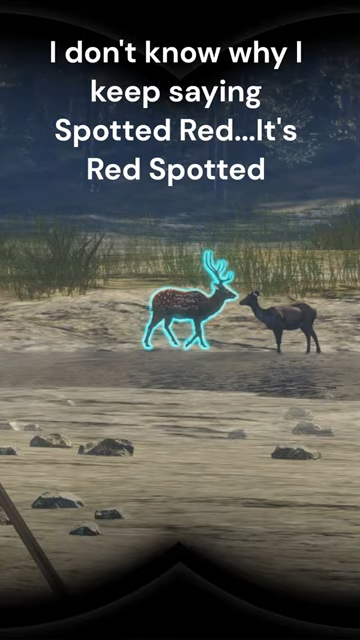 I don't know why I
keep saying
Spotted Red...It's
Red Spotted